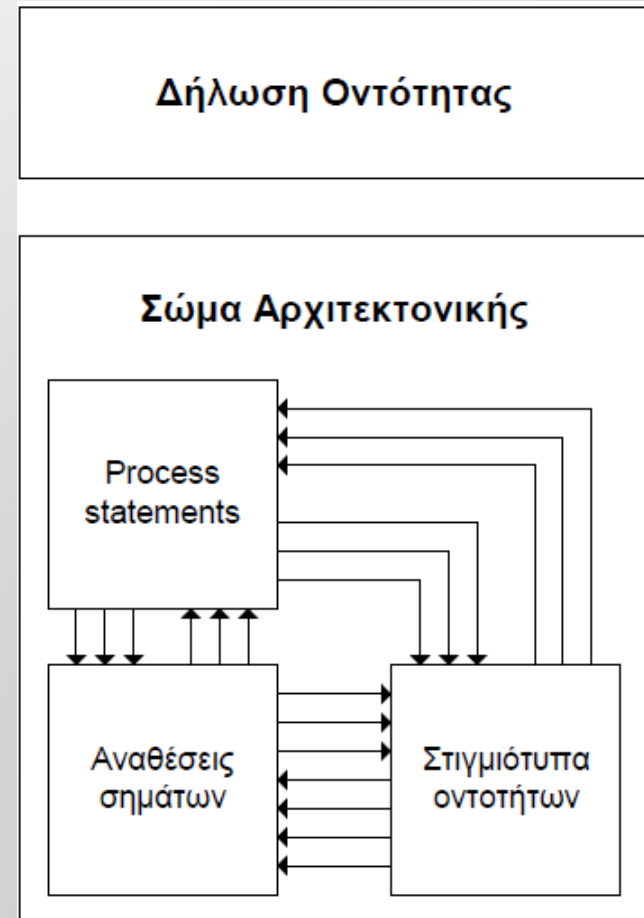 Δήλωση Οντότητας
Σώμα Αρχιτεκτονικής
Process
statements
Αναθέσεις
σημάτων
Στιγμιότυπα
οντοτήτων